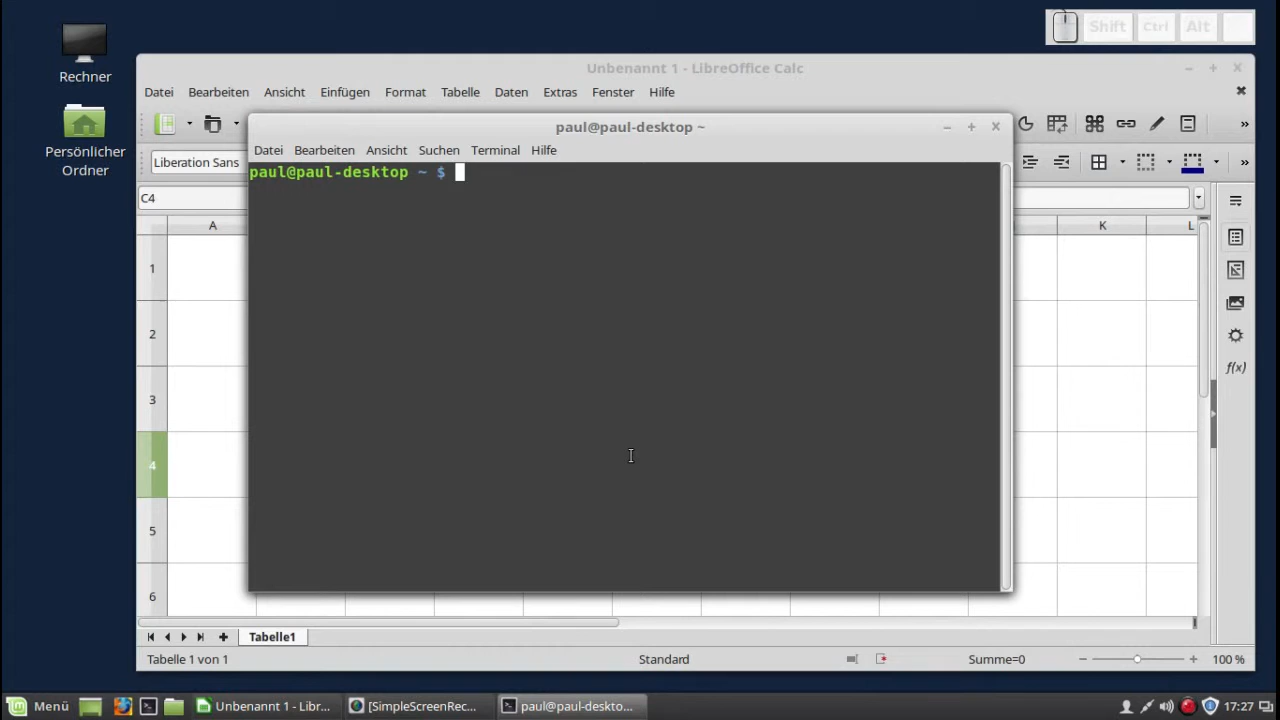 Shift Ctrl Alt
Rechner
Persönlicher
Ordner
Unbenannt 1 - LibreOffice Calc
Datei Bearbeiten Ansicht Einfügen Format Tabelle Daten Extras Fenster Hilfe
paul@paul-desktop ~
Liberation Sans
Datei Bearbeiten Ansicht Suchen Terminal Hilfe
paul@paul-desktop ~ $
C4
A K L
1
2
3
4
5
6
f(x)
Tabelle1
Tabelle 1 von 1 Standard Summe=0 100 %
Menü Unbenannt 1 - Libr... [SimpleScreenRec... paul@paul-deskto... 17:27